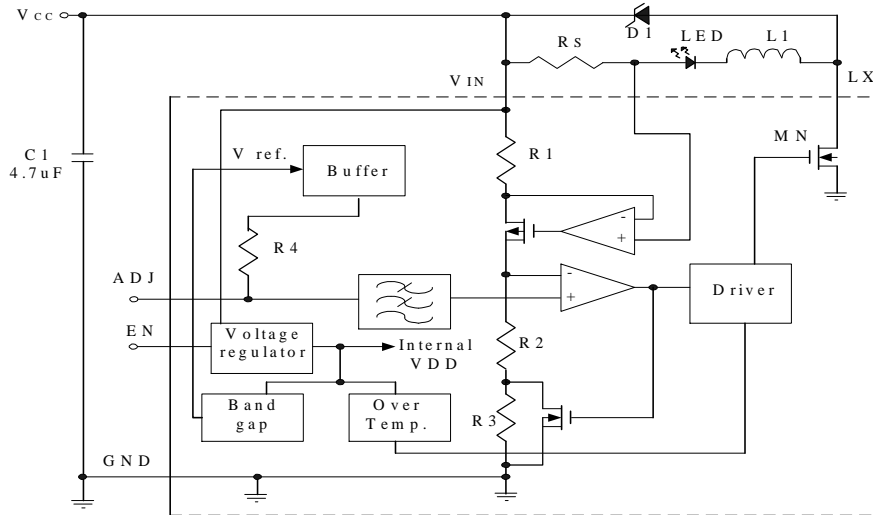 VCC
D1
RS
LED
L1
VIN
LX
C1
4.7uF
MN
V ref.
Buffer
R1
-
+
R4
ADJ
-
+
Driver
EN
Voltage
regulator
Internal
VDD
R2
Band
gap
Over
Temp.
R3
GND